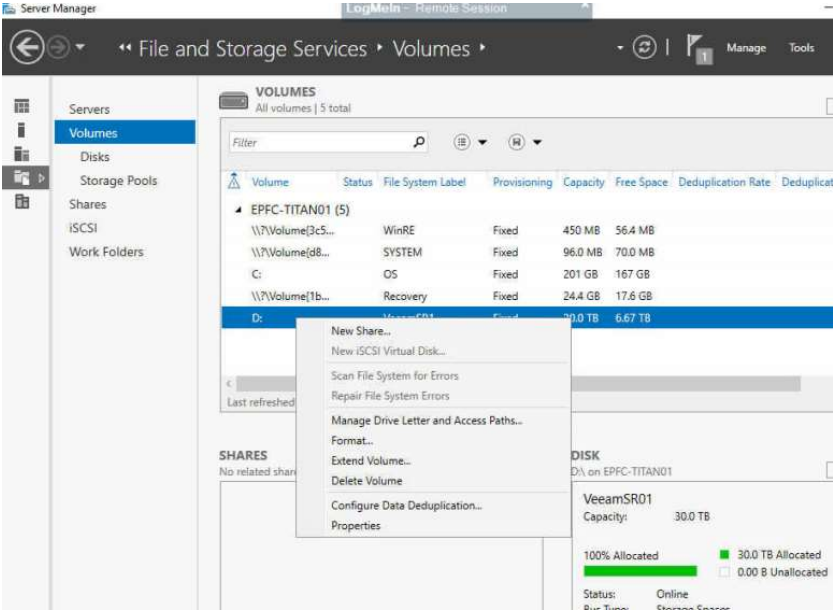 Server Manager
LogMeIn - Remote Session
File and Storage Services Volumes
1
Manage Tools
Servers
Volumes
Disks
Storage Pools
Shares
iSCSI
Work Folders
VOLUMES
All volumes | 5 total
Filter
Volume Status File System Label Provisioning Capacity Free Space Deduplication Rate Deduplicat
EPFC-TITAN01 (5)
\\?\Volume{3c5... WinRE Fixed 450 MB 56.4 MB
\\?\Volume{d8... SYSTEM Fixed 96.0 MB 70.0 MB
C: OS Fixed 201 GB 167 GB
\\?\Volume{1b... Recovery Fixed 24.4 GB 17.6 GB
D: 6.67 TB
New Share...
New iSCSI Virtual Disk...
Scan File System for Errors
Repair File System Errors
Manage Drive Letter and Access Paths...
Format...
Extend Volume...
Delete Volume
Configure Data Deduplication...
Properties
Last refreshed
SHARES
No related shar
DISK
D:\ on EPFC-TITAN01
VeeamSR01
Capacity: 30.0 TB
100% Allocated
30.0 TB Allocated
0.00 B Unallocated
Status: Online
Bus Type: Storage Spaces